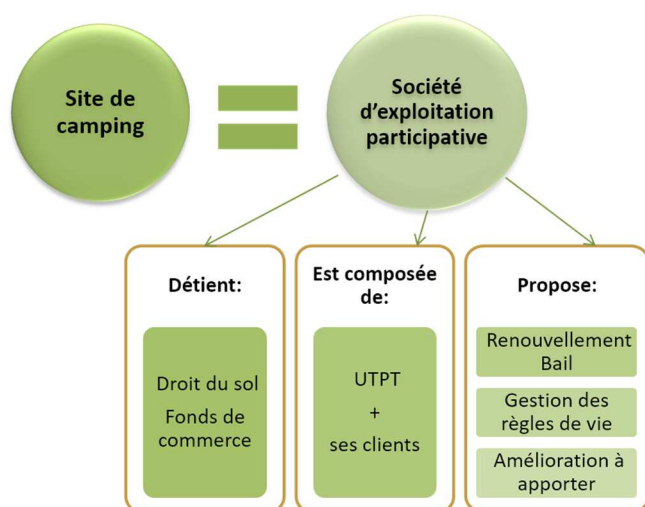 Site de
camping
Société
d'exploitation
participative
Détient:
Droit du sol
Fonds de
commerce
Est composée
de:
UTPT
+
ses clients
Propose:
Renouvellement
Bail
Gestion des
règles de vie
Amélioration à
apporter